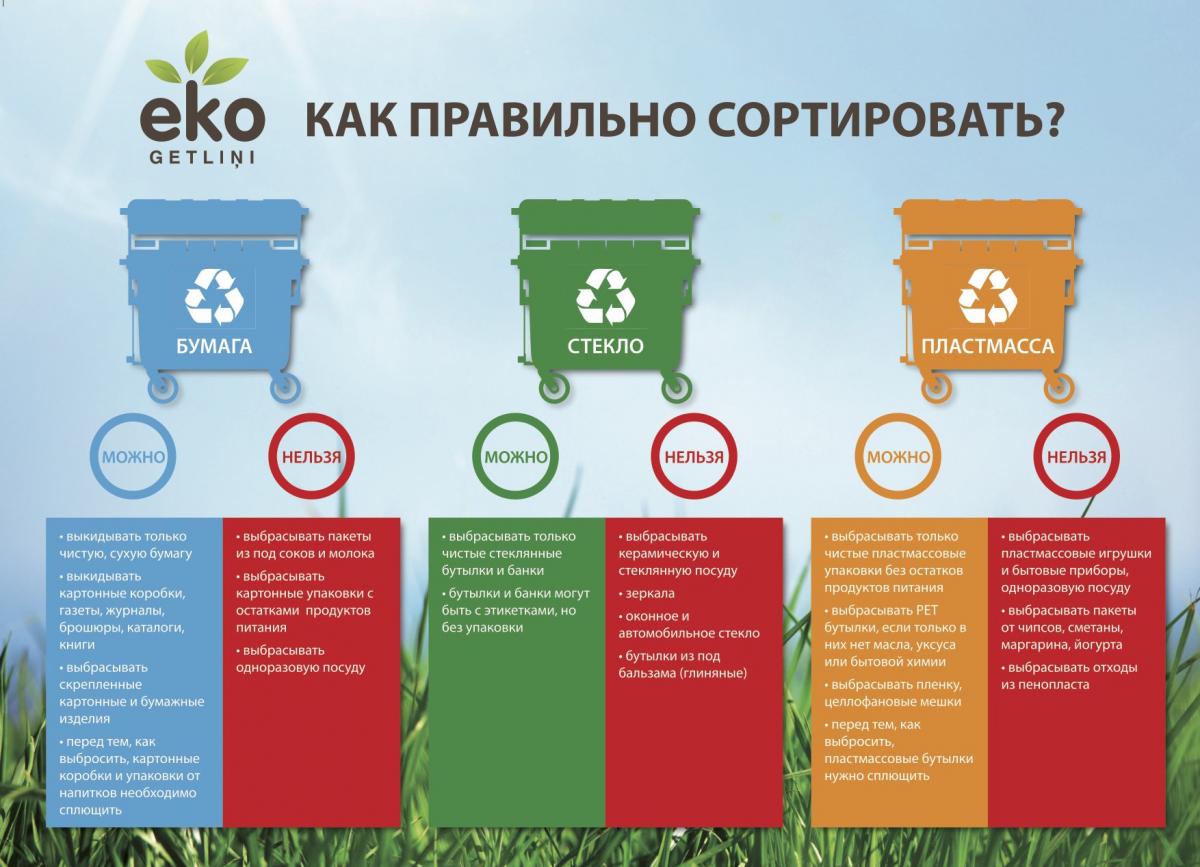 eko
GETLIŅI
КАК ПРАВИЛЬНО СОРТИРОВАТЬ?
БУМАГА
МОЖНО
НЕЛЬЗЯ
• выкидывать только
чистую, сухую бумагу
• выкидывать
картонные коробки,
газеты, журналы,
брошюры, каталоги,
книги
• выбрасывать
скрепленные
картонные и бумажные
изделия
• перед тем, как
выбросить, картонные
коробки и упаковки от
напитков необходимо
сплющить
• выбрасывать пакеты
из под соков и молока
• выбрасывать
картонные упаковки с
остатками продуктов
питания
• выбрасывать
одноразовую посуду
СТЕКЛО
МОЖНО
НЕЛЬЗЯ
• выбрасывать только
чистые стеклянные
бутылки и банки
• бутылки и банки могут
быть с этикетками, но
без упаковки
• выбрасывать
керамическую и
стеклянную посуду
• зеркала
• оконное и
автомобильное стекло
• бутылки из под
бальзама (глиняные)
ПЛАСТМАССА
МОЖНО
НЕЛЬЗЯ
• выбрасывать только
чистые пластмассовые
упаковки без остатков
продуктов питания
• выбрасывать PET
бутылки, если только в
них нет масла, уксуса
или бытовой химии
• выбрасывать пленку,
целлофановые мешки
• перед тем, как
выбросить,
пластмассовые бутылки
нужно сплющить
• выбрасывать
пластмассовые игрушки
и бытовые приборы,
одноразовую посуду
• выбрасывать пакеты
от чипсов, сметаны,
маргарина, йогурта
• выбрасывать отходы
из пенопласта